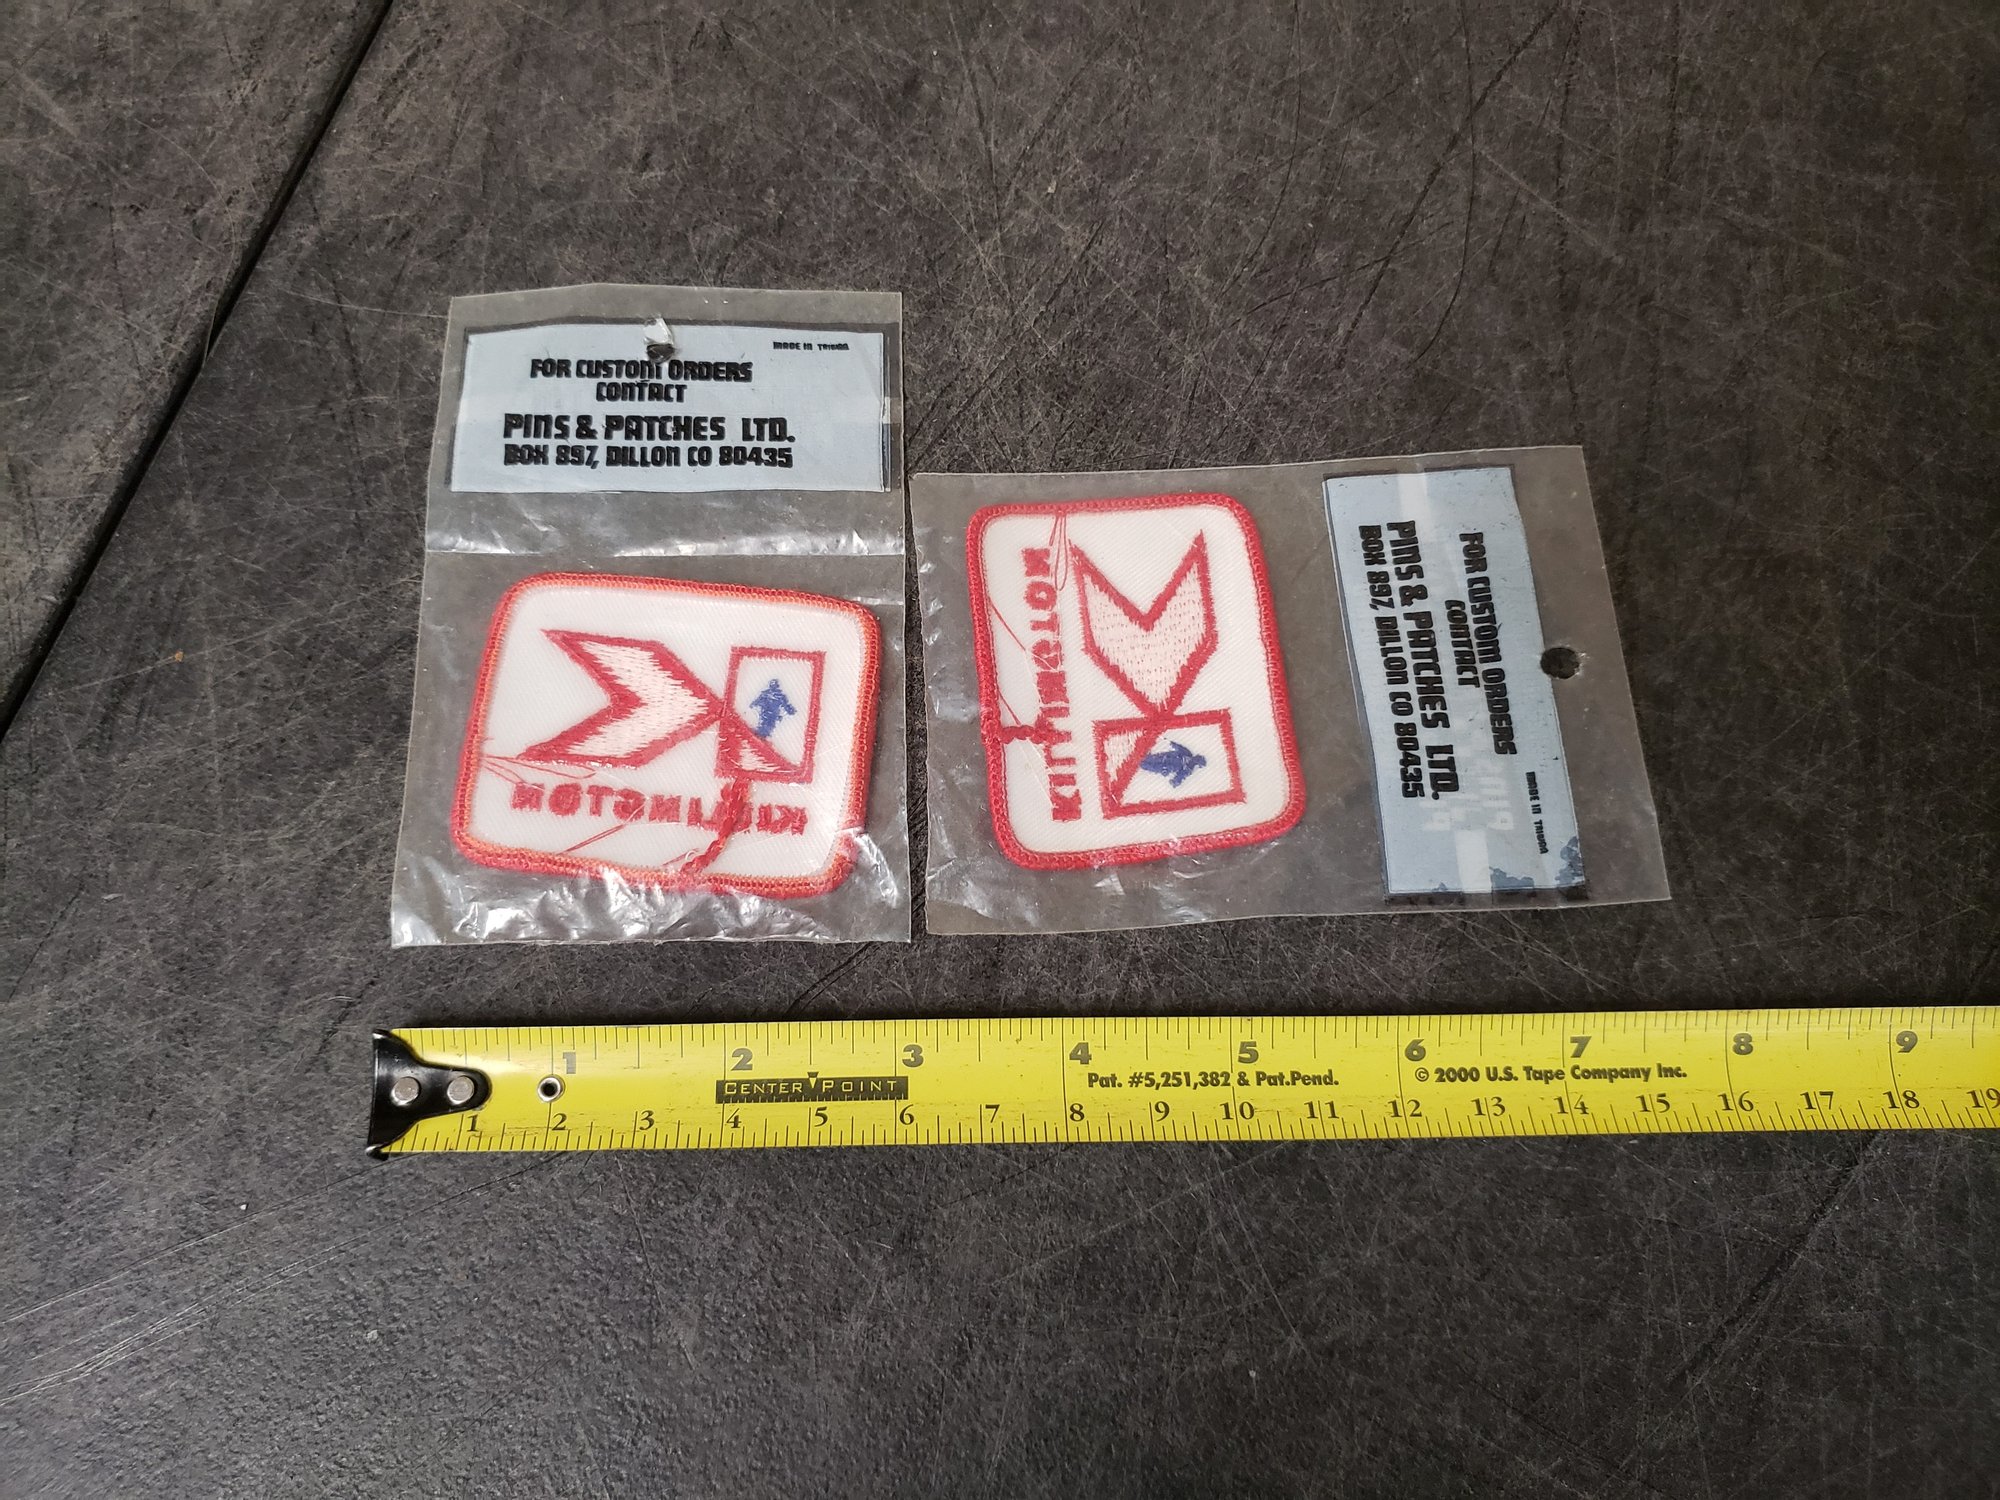 MADE IN TAIWAN
FOR CUSTOM ORDERS
CONTACT
PINS & PATCHES LTD.
BOX 897, DILLON CO 80435
KILLINGTON
KILLINGTON
FOR CUSTOM ORDERS
CONTACT
PINS & PATCHES LTD.
BOX 897, DILLON CO 80435
MADE IN TAIWAN
1 2 3 4 5 6 7 8 9
CENTER POINT
Pat. #5,251,382 & Pat.Pend.
© 2000 U.S. Tape Company Inc.
1 2 3 4 5 6 7 8 9 10 11 12 13 14 15 16 17 18 19